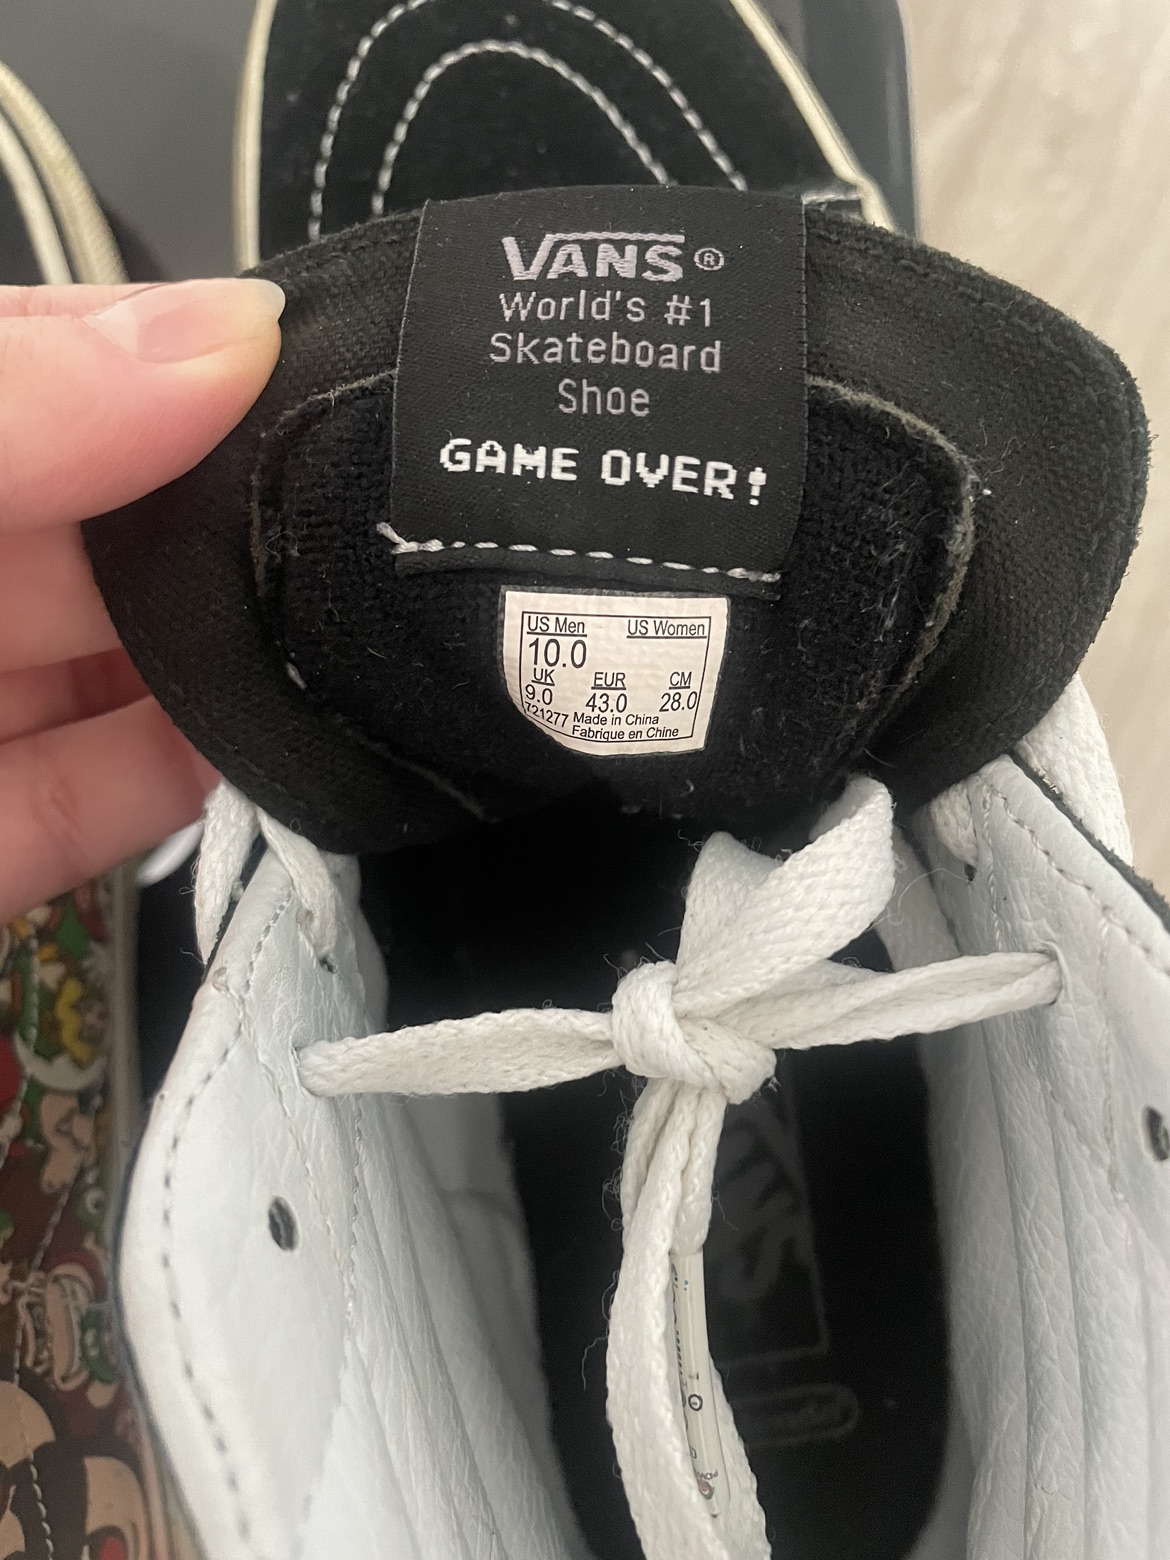 VANS®
World's #1
Skateboard
Shoe
GAME OVER!
US Men US Women
10.0
UK EUR CM
9.0 43.0 28.0
721277 Made in China
Fabrique en Chine